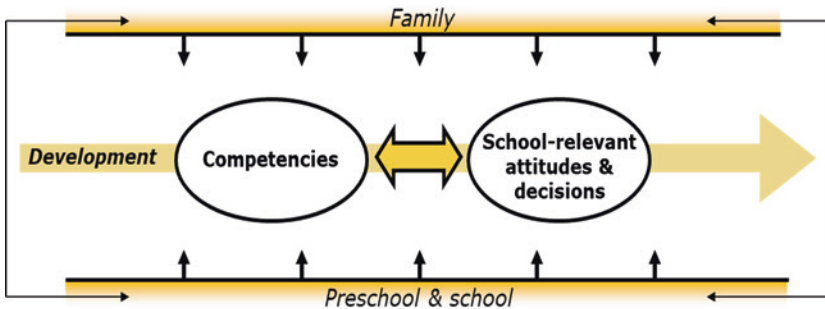 Family
Development
Competencies
School-relevant
attitudes &
decisions
Preschool & school